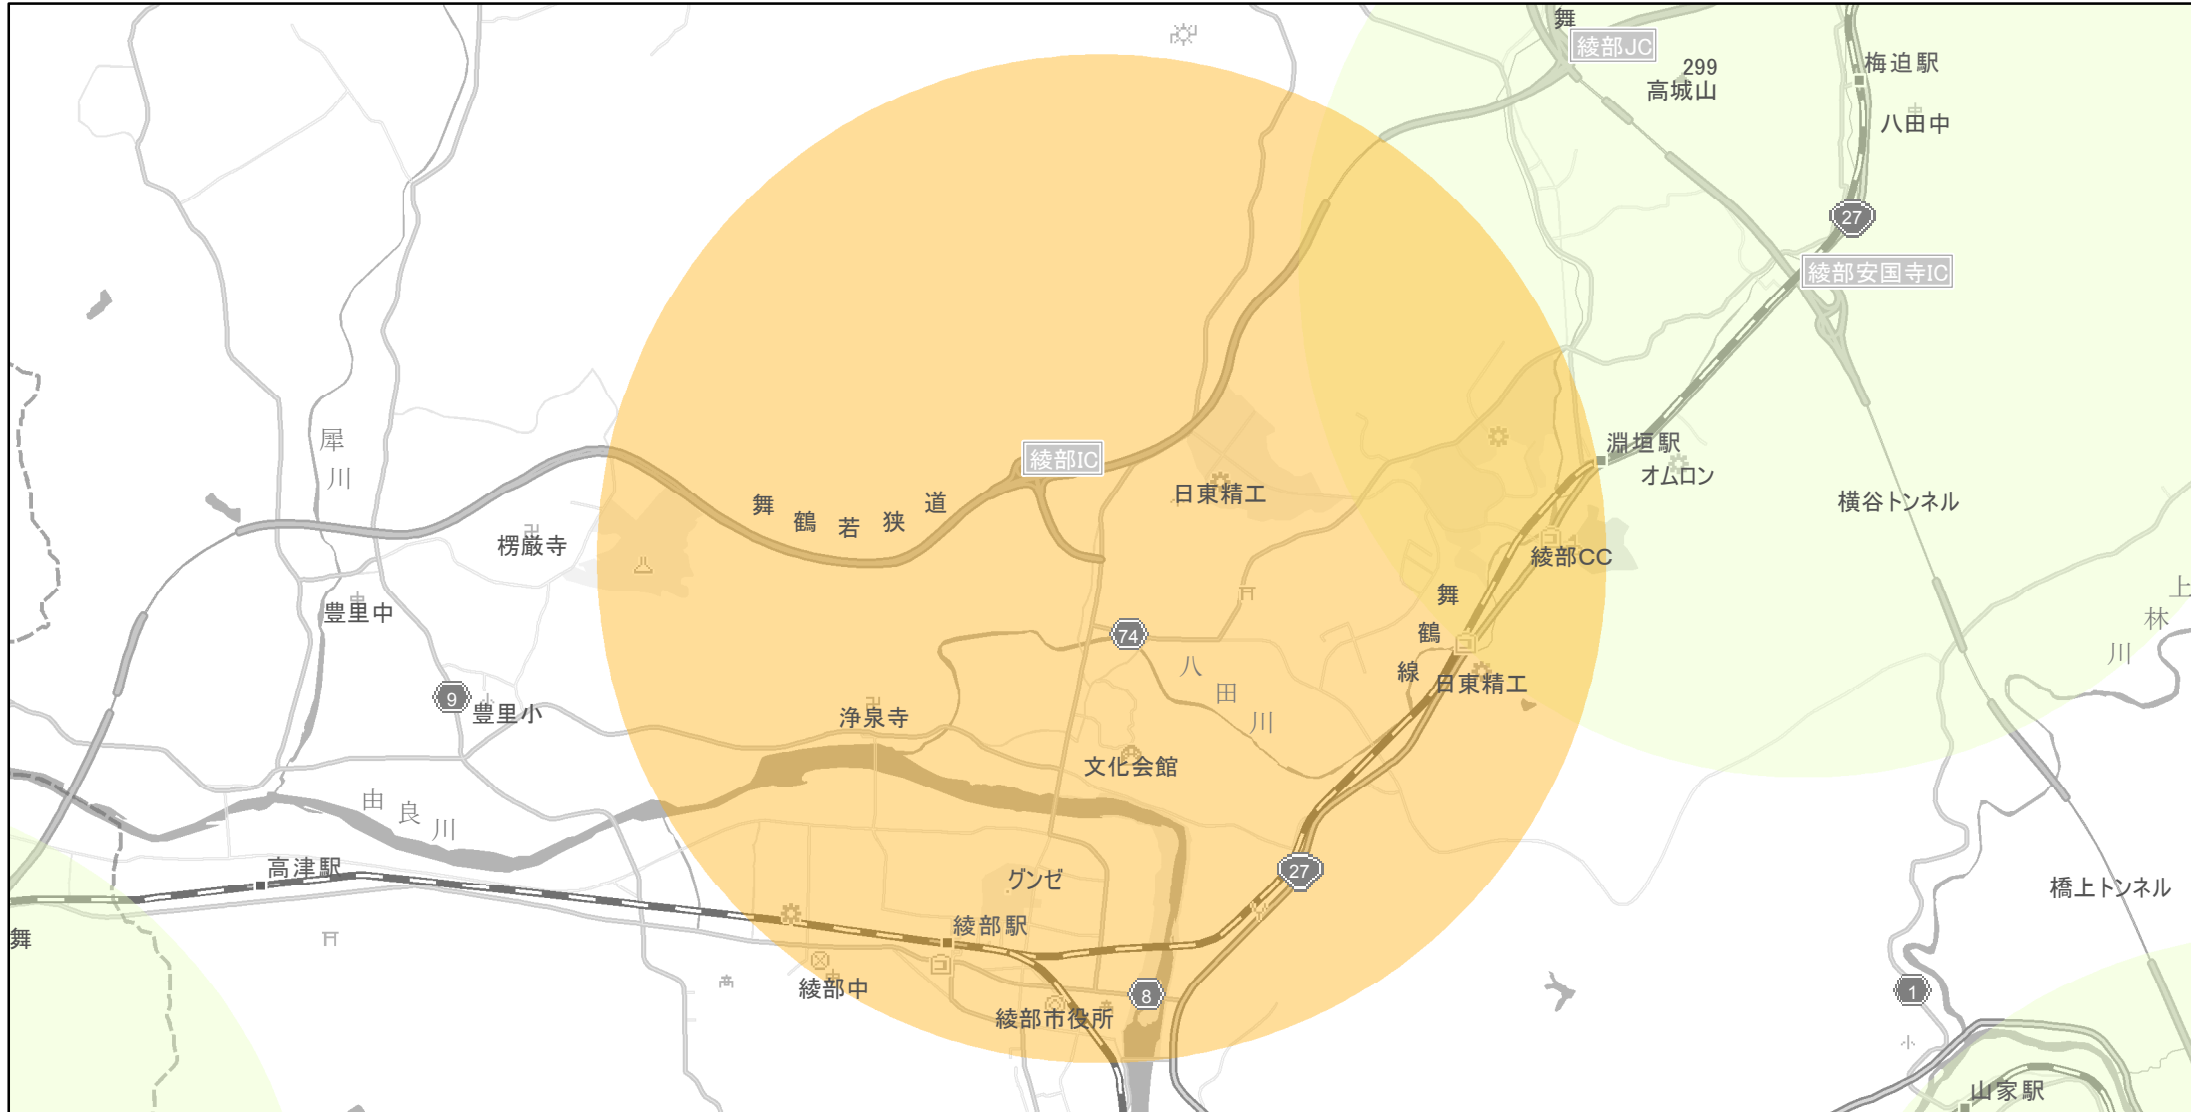 舞
綾部JC
299
高城山
梅迫駅
八田中
27
綾部安国寺IC
犀川
綾部IC
淵垣駅
オムロン
日東精工
横谷トンネル
舞鶴若狭道
楞厳寺
綾部CC
豊里中
舞鶴線
上林川
74
八田川
日東精工
9
豊里小
浄泉寺
文化会館
由良川
高津駅
27
グンゼ
橋上トンネル
舞
綾部駅
綾部中
8
1
綾部市役所
山家駅